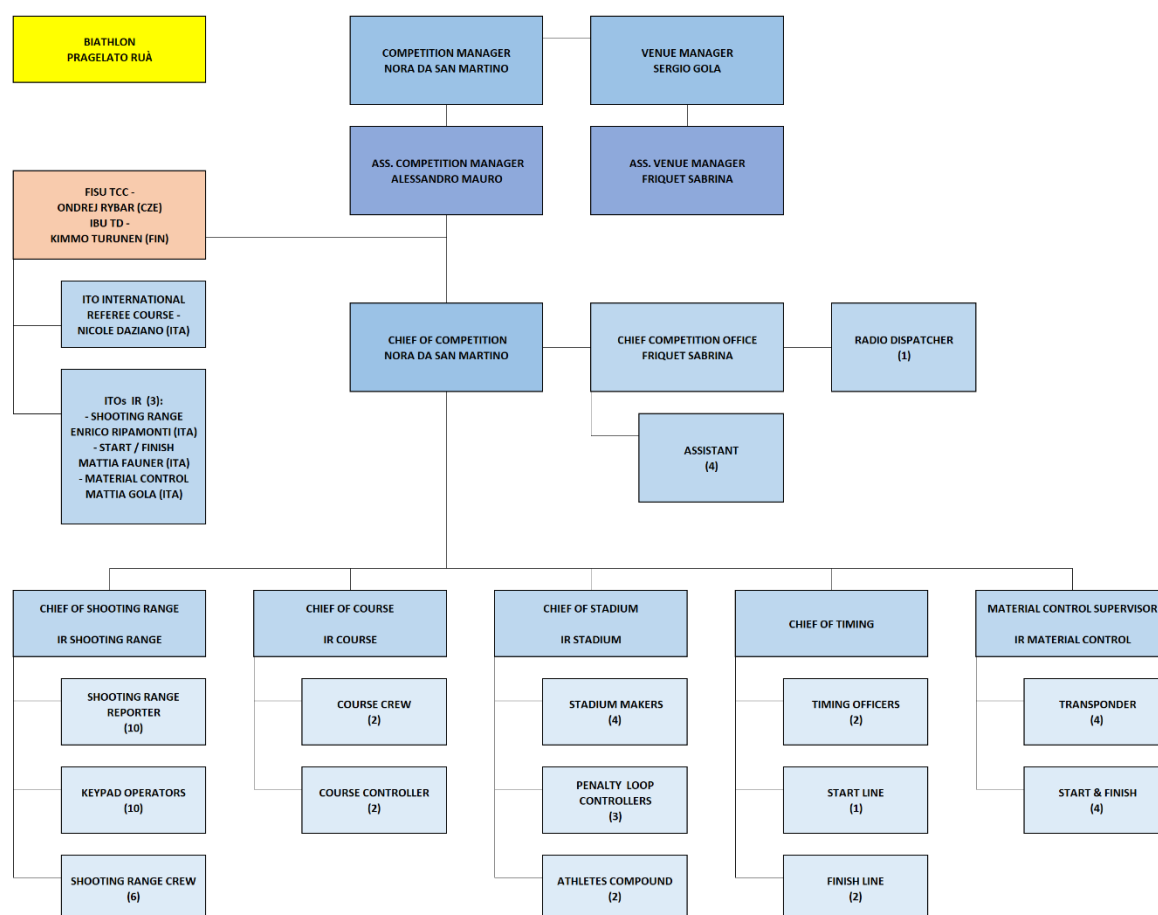 BIATHLON
PRAGELATO RUÀ
COMPETITION MANAGER
NORA DA SAN MARTINO
VENUE MANAGER
SERGIO GOLA
ASS. COMPETITION MANAGER
ALESSANDRO MAURO
ASS. VENUE MANAGER
FRIQUET SABRINA
FISU TCC -
ONDREJ RYBAR (CZE)
IBU TD -
KIMMO TURUNEN (FIN)
ITO INTERNATIONAL
REFEREE COURSE -
NICOLE DAZIANO (ITA)
ITOs IR (3):
- SHOOTING RANGE
ENRICO RIPAMONTI (ITA)
- START / FINISH
MATTIA FAUNER (ITA)
- MATERIAL CONTROL
MATTIA GOLA (ITA)
CHIEF OF COMPETITION
NORA DA SAN MARTINO
CHIEF COMPETITION OFFICE
FRIQUET SABRINA
RADIO DISPATCHER
(1)
ASSISTANT
(4)
CHIEF OF SHOOTING RANGE
IR SHOOTING RANGE
SHOOTING RANGE
REPORTER
(10)
KEYPAD OPERATORS
(10)
SHOOTING RANGE CREW
(6)
CHIEF OF COURSE
IR COURSE
COURSE CREW
(2)
COURSE CONTROLLER
(2)
CHIEF OF STADIUM
IR STADIUM
STADIUM MAKERS
(4)
PENALTY LOOP
CONTROLLERS
(3)
ATHLETES COMPOUND
(2)
CHIEF OF TIMING
TIMING OFFICERS
(2)
START LINE
(1)
FINISH LINE
(2)
MATERIAL CONTROL SUPERVISOR
IR MATERIAL CONTROL
TRANSPONDER
(4)
START & FINISH
(4)